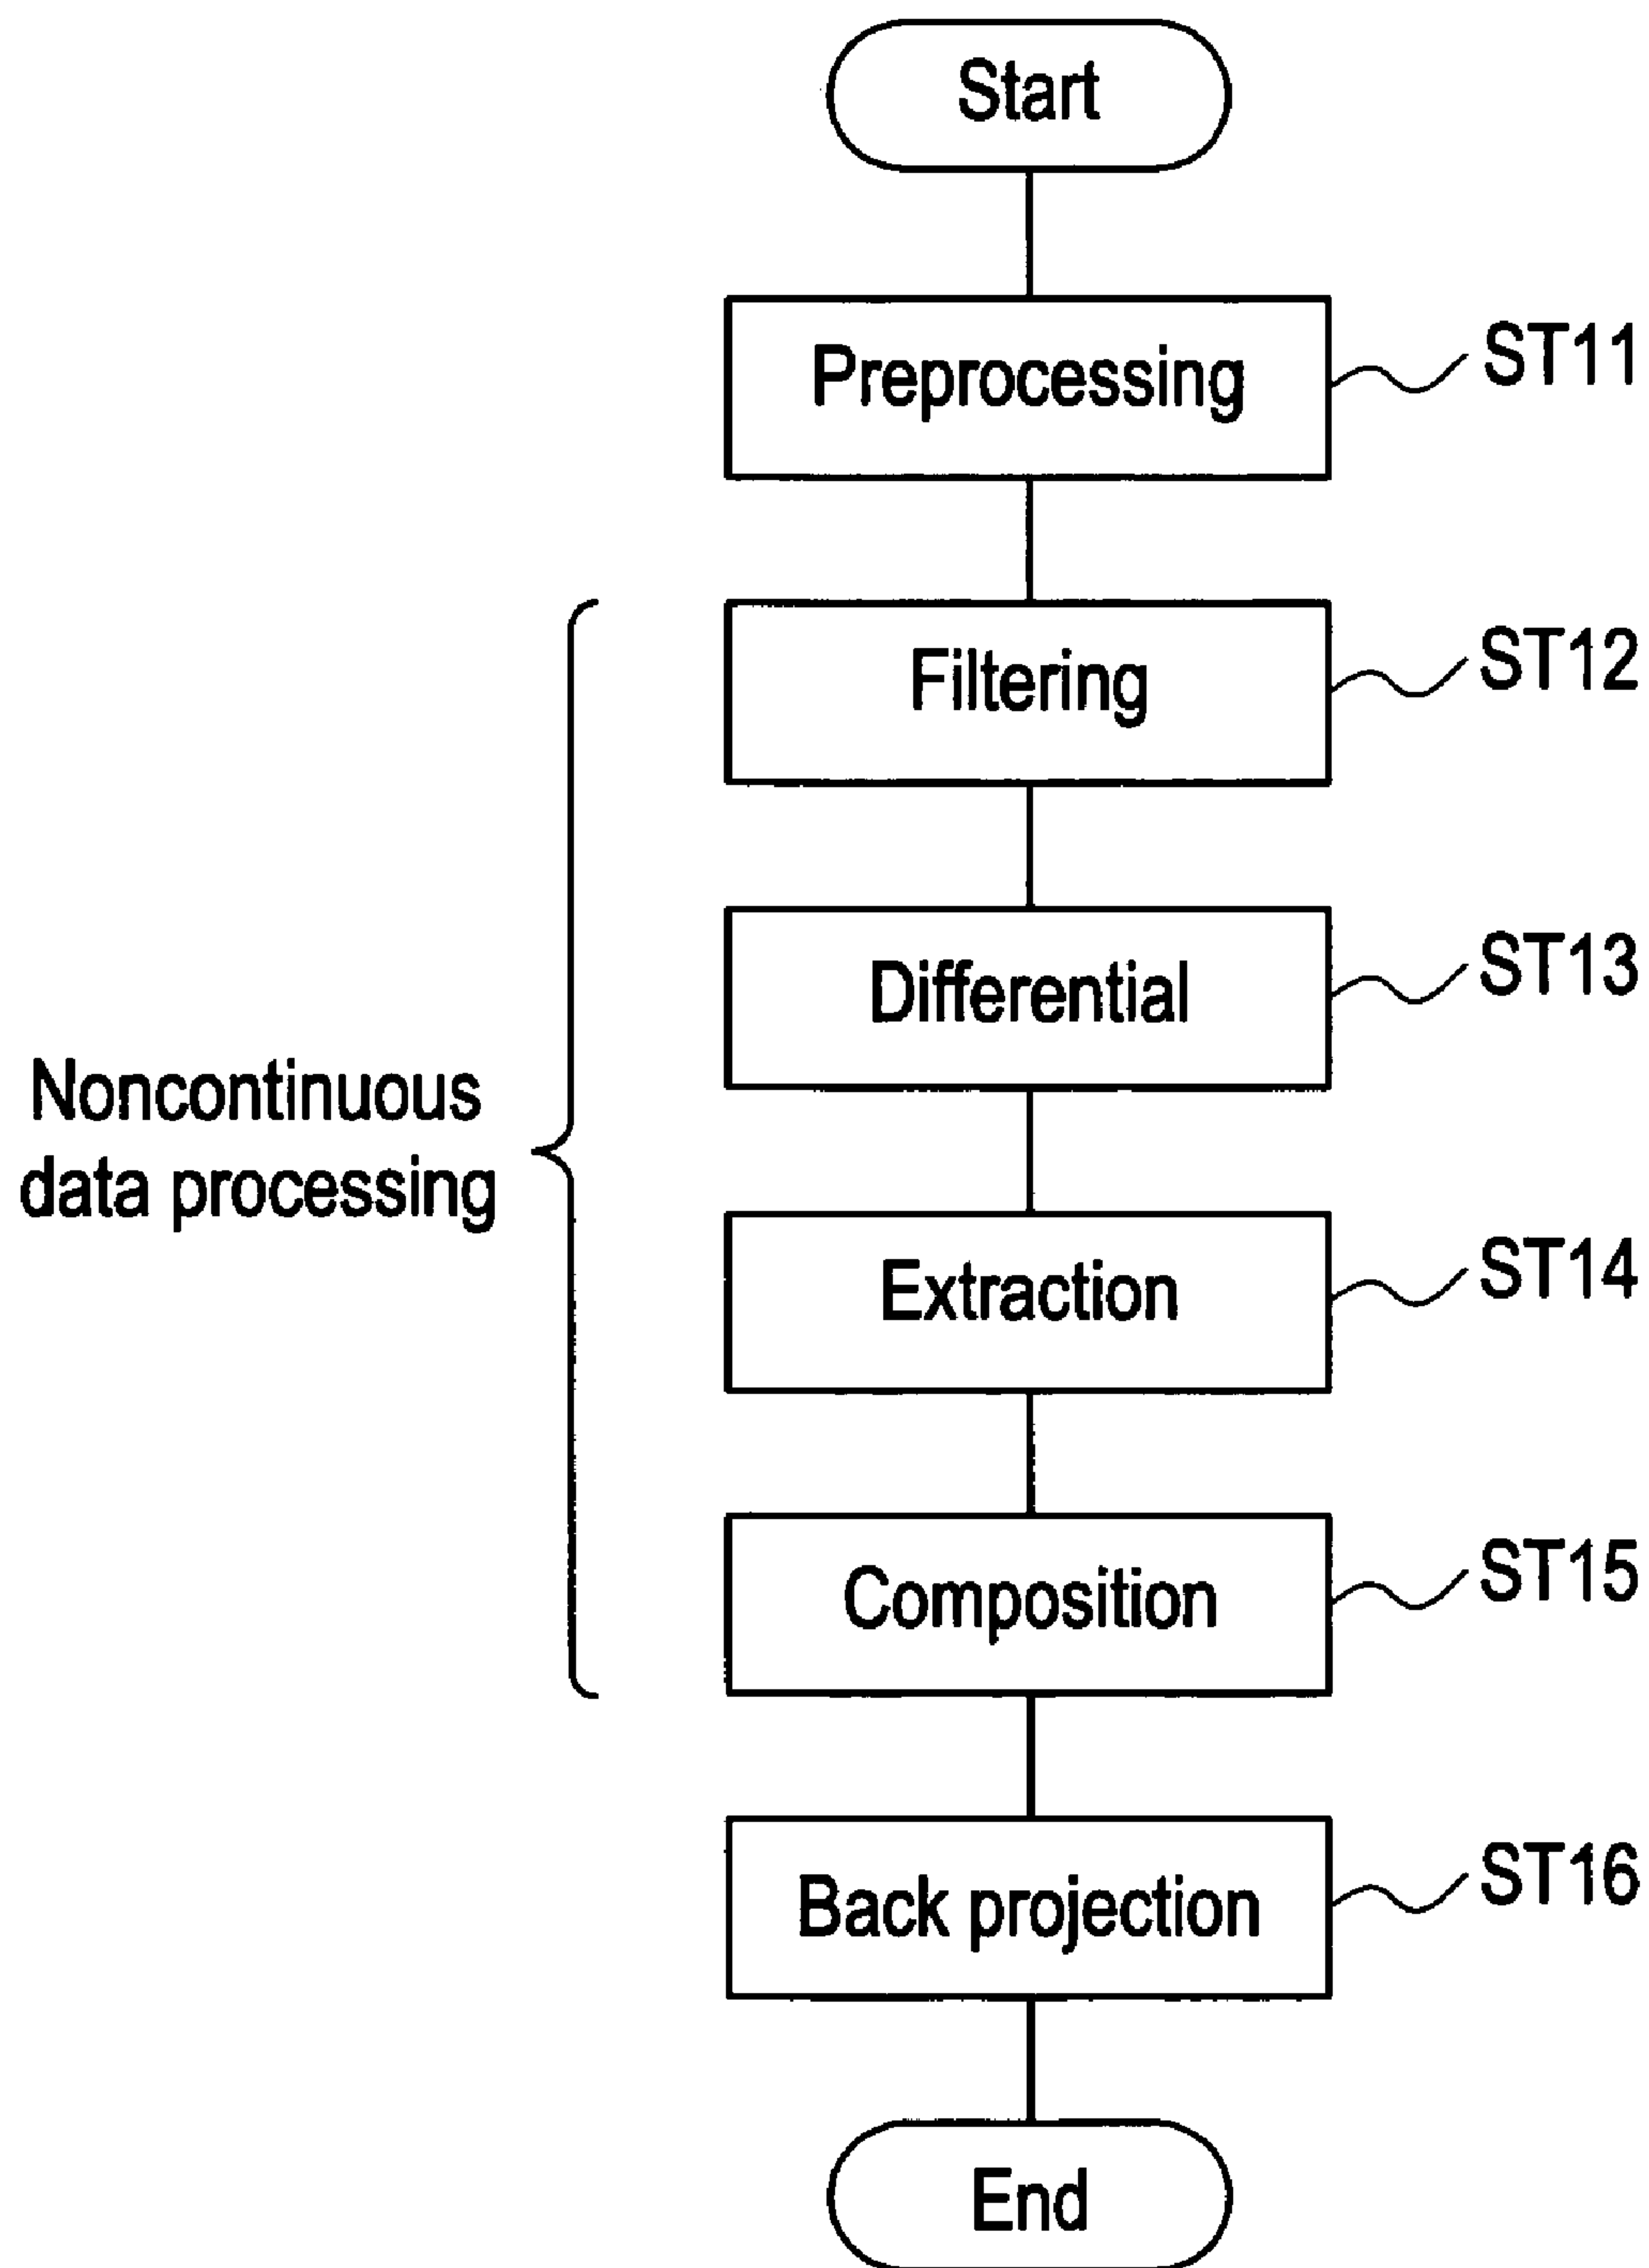 Start
Preprocessing
ST11
Filtering
ST12
Differential
ST13
Noncontinuous
data processing
Extraction
ST14
Composition
ST15
Back projection
ST16
End